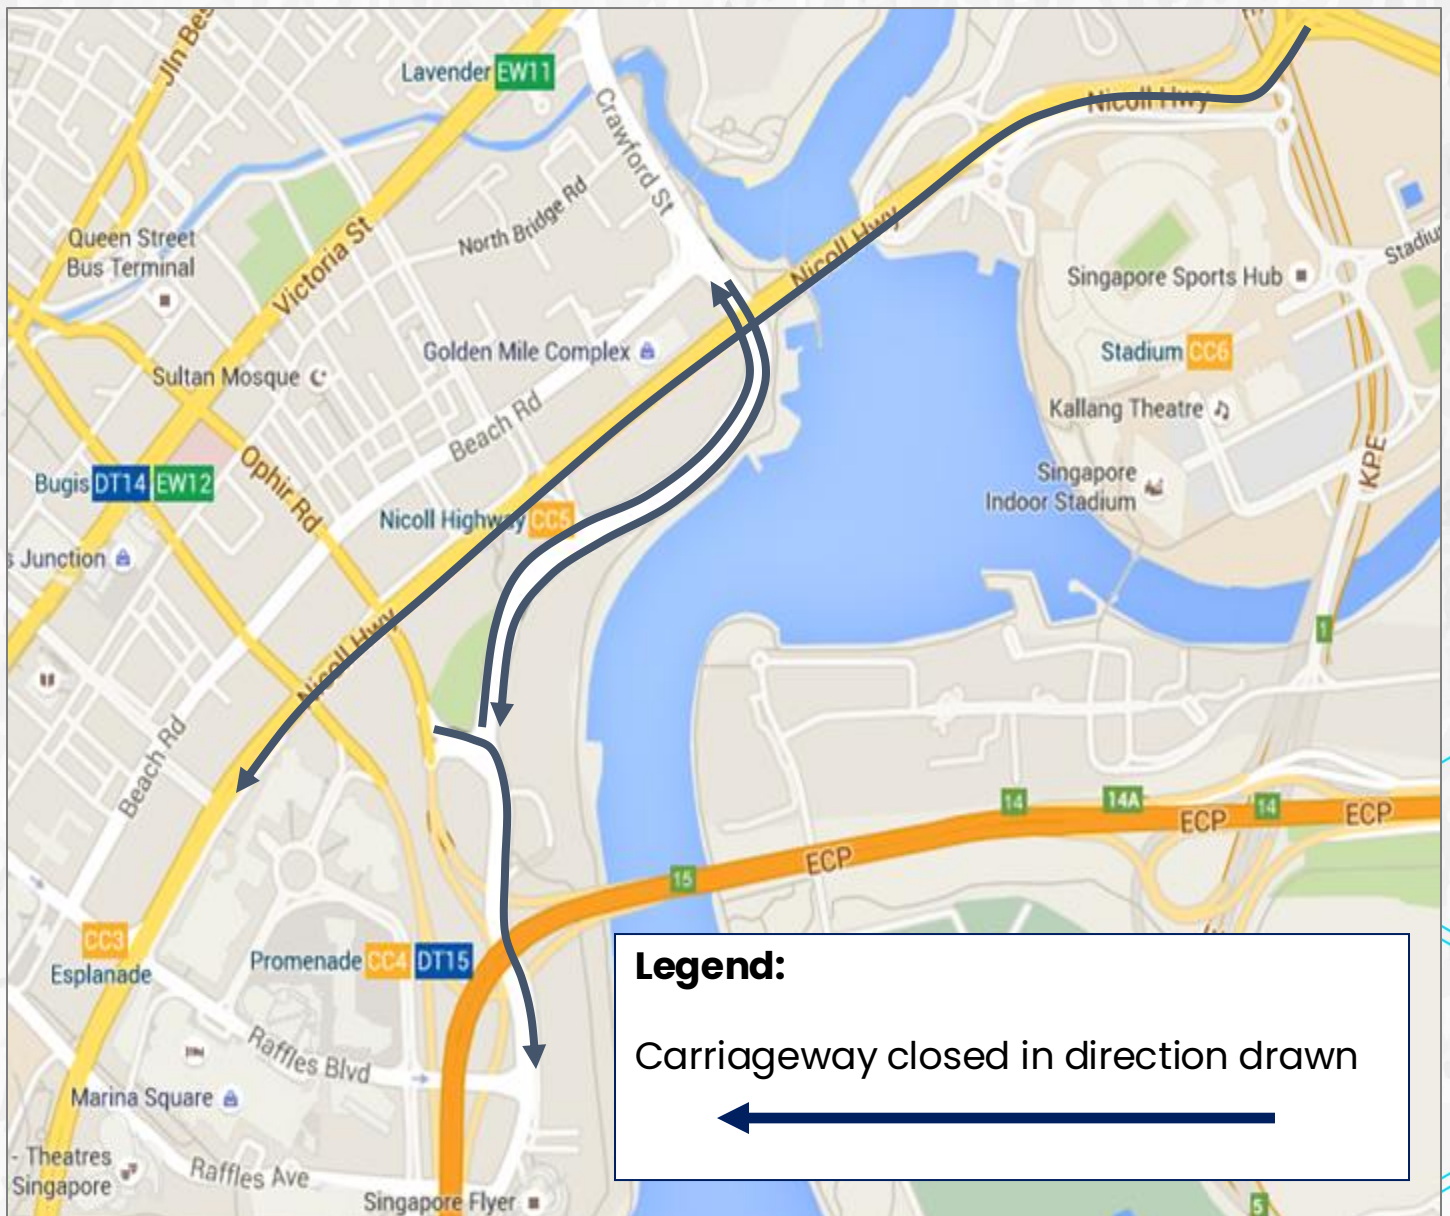 Jln Bes
Lavender EW11
Crawford St
Nicoll Hwy
North Bridge Rd
Queen Street
Bus Terminal
Victoria St
Nicoll Hwy
Singapore Sports Hub
Stadiu
Golden Mile Complex
Stadium CC6
Sultan Mosque
Beach Rd
Kallang Theatre
Ophir Rd
KPE
Bugis DT14 EW12
Singapore
Indoor Stadium
Nicoll Highway CC5
s Junction
1
Nicoll Hwy
Beach Rd
14
14A
14
ECP
ECP
ECP
15
CC3
Esplanade
Promenade CC4 DT15
Legend:
Carriageway closed in direction drawn
Raffles Blvd
Marina Square
- Theatres
Singapore
Raffles Ave
Singapore Flyer
5